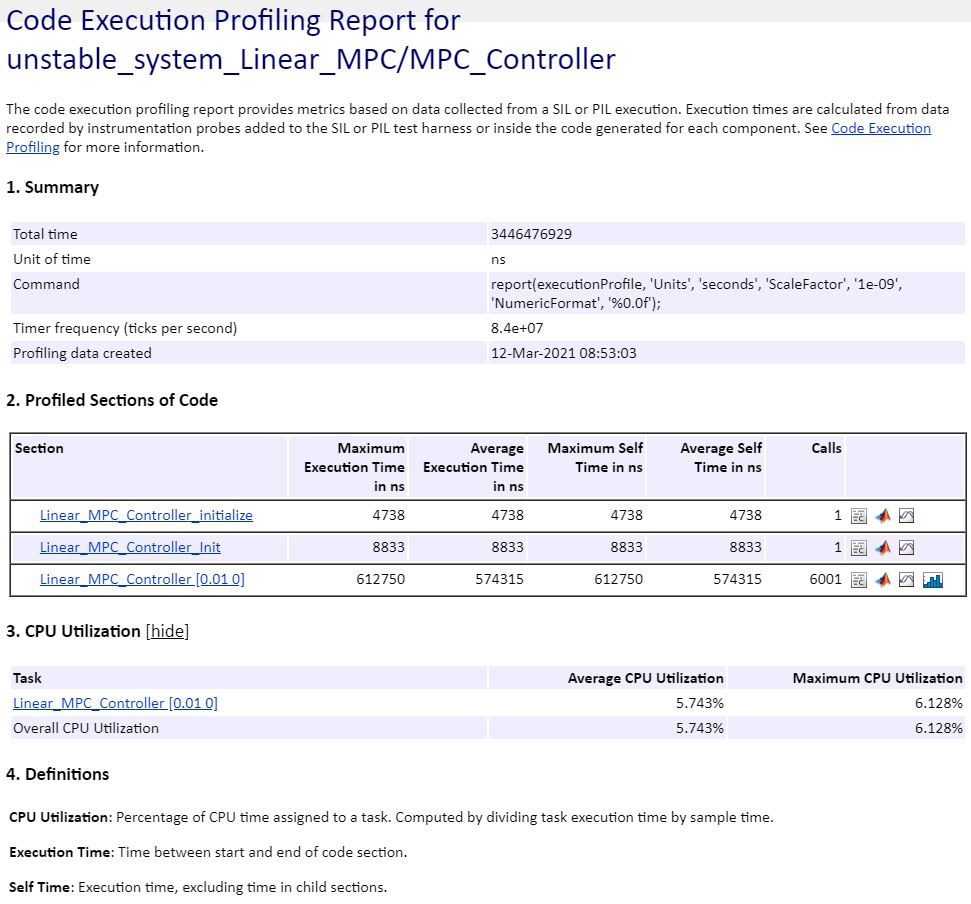 Code Execution Profiling Report for
unstable_system_Linear_MPC/MPC_Controller
The code execution profiling report provides metrics based on data collected from a SIL or PIL execution. Execution times are calculated from data
recorded by instrumentation probes added to the SIL or PIL test harness or inside the code generated for each component. See Code Execution
Profiling for more information.
1. Summary
Total time 3446476929
Unit of time ns
Command report(executionProfile, 'Units', 'seconds', 'ScaleFactor', '1e-09',
'NumericFormat', '%0.0f');
Timer frequency (ticks per second) 8.4e+07
Profiling data created 12-Mar-2021 08:53:03
2. Profiled Sections of Code
Section Maximum Average Maximum Self Average Self Calls
Execution Time Execution Time Time in ns Time in ns
in ns in ns
Linear_MPC_Controller_initialize 4738 4738 4738 4738 1
Linear_MPC_Controller_Init 8833 8833 8833 8833 1
Linear_MPC_Controller [0.01 0] 612750 574315 612750 574315 6001
3. CPU Utilization [hide]
Task Average CPU Utilization Maximum CPU Utilization
Linear_MPC_Controller [0.01 0] 5.743% 6.128%
Overall CPU Utilization 5.743% 6.128%
4. Definitions
CPU Utilization: Percentage of CPU time assigned to a task. Computed by dividing task execution time by sample time.
Execution Time: Time between start and end of code section.
Self Time: Execution time, excluding time in child sections.